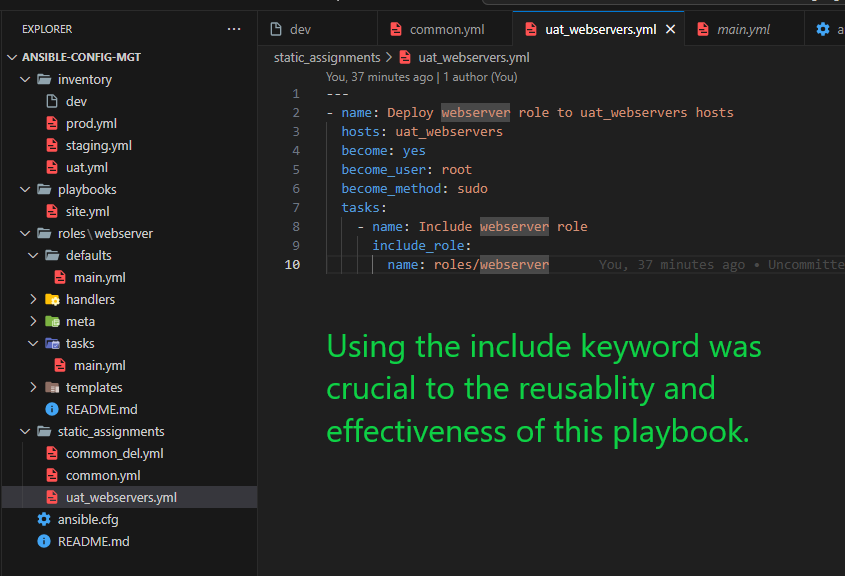 EXPLORER
ANSIBLE-CONFIG-MGT
inventory
dev
prod.yml
staging.yml
uat.yml
playbooks
site.yml
roles\webserver
defaults
main.yml
handlers
meta
tasks
main.yml
templates
README.md
static_assignments
common_del.yml
common.yml
uat_webservers.yml
ansible.cfg
README.md
dev
common.yml
uat_webservers.yml
main.yml
a
static_assignments > uat_webservers.yml
You, 37 minutes ago | 1 author (You)
1 ---
2 - name: Deploy webserver role to uat_webservers hosts
3 hosts: uat_webservers
4 become: yes
5 become_user: root
6 become_method: sudo
7 tasks:
8 - name: Include webserver role
9 include_role:
10 name: roles/webserver You, 37 minutes ago • Uncommitte
Using the include keyword was
crucial to the reusablity and
effectiveness of this playbook.